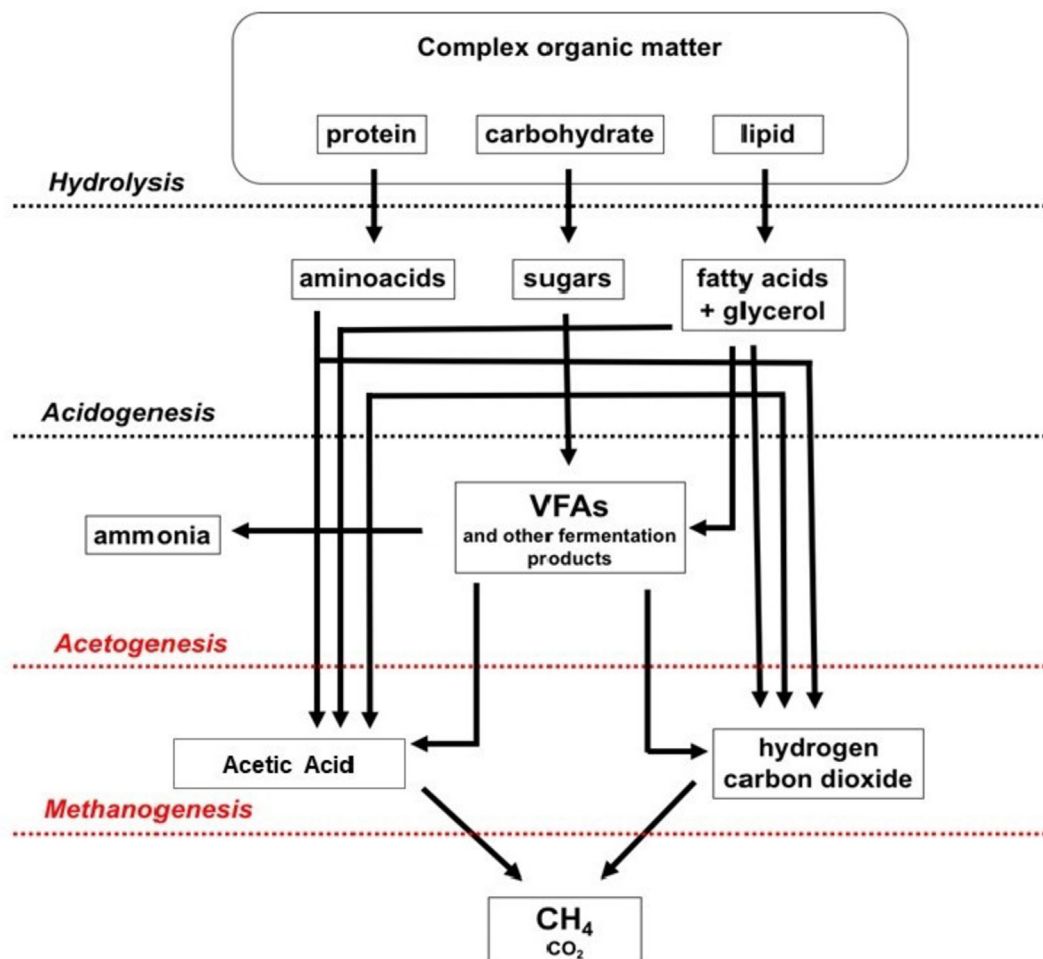 Complex organic matter
protein
carbohydrate
lipid
Hydrolysis
aminoacids
sugars
fatty acids
+ glycerol
Acidogenesis
VFAs
and other fermentation
products
ammonia
Acetogenesis
Acetic Acid
hydrogen
carbon dioxide
Methanogenesis
CH₄
CO₂